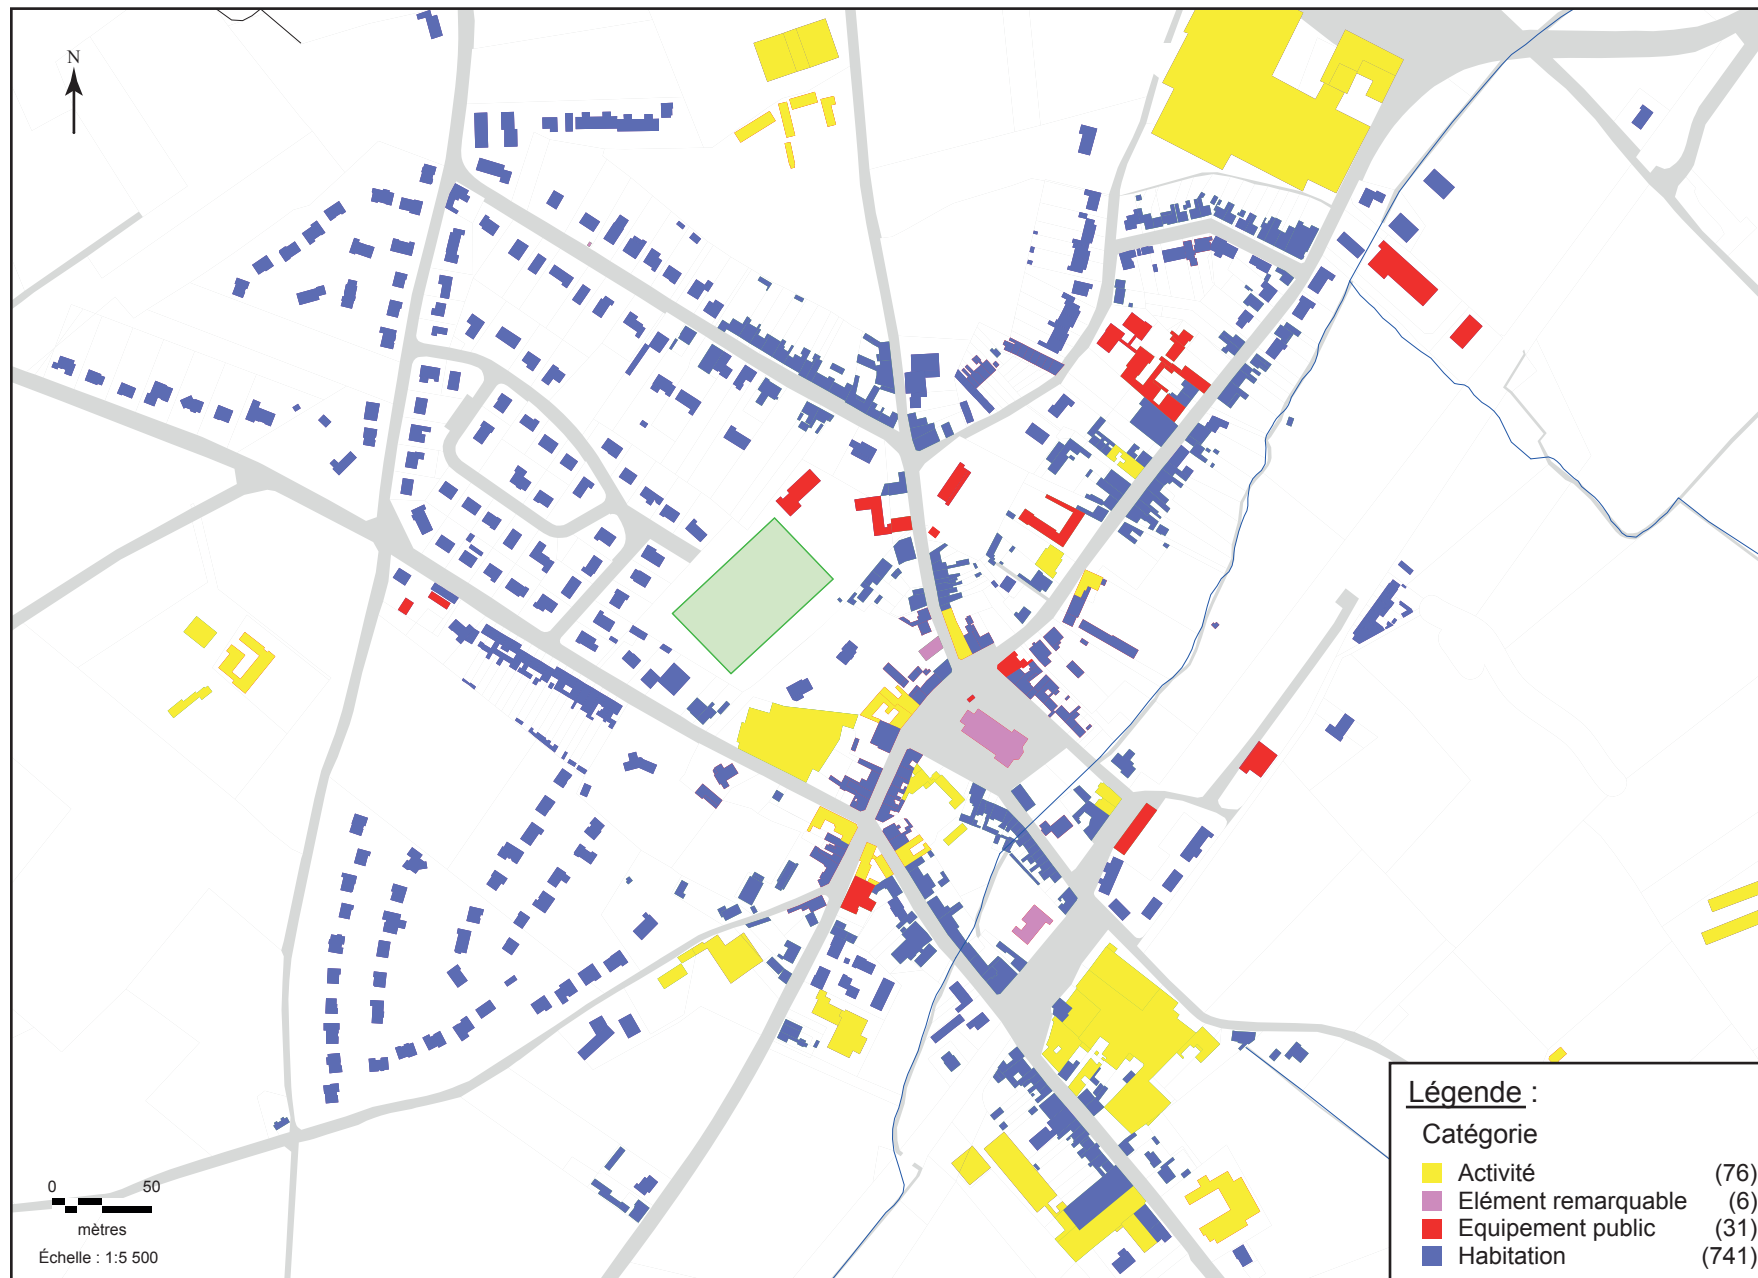 N
0 50
mètres
Échelle : 1:5 500
Légende :
Catégorie
Activité (76)
Elément remarquable (6)
Equipement public (31)
Habitation (741)